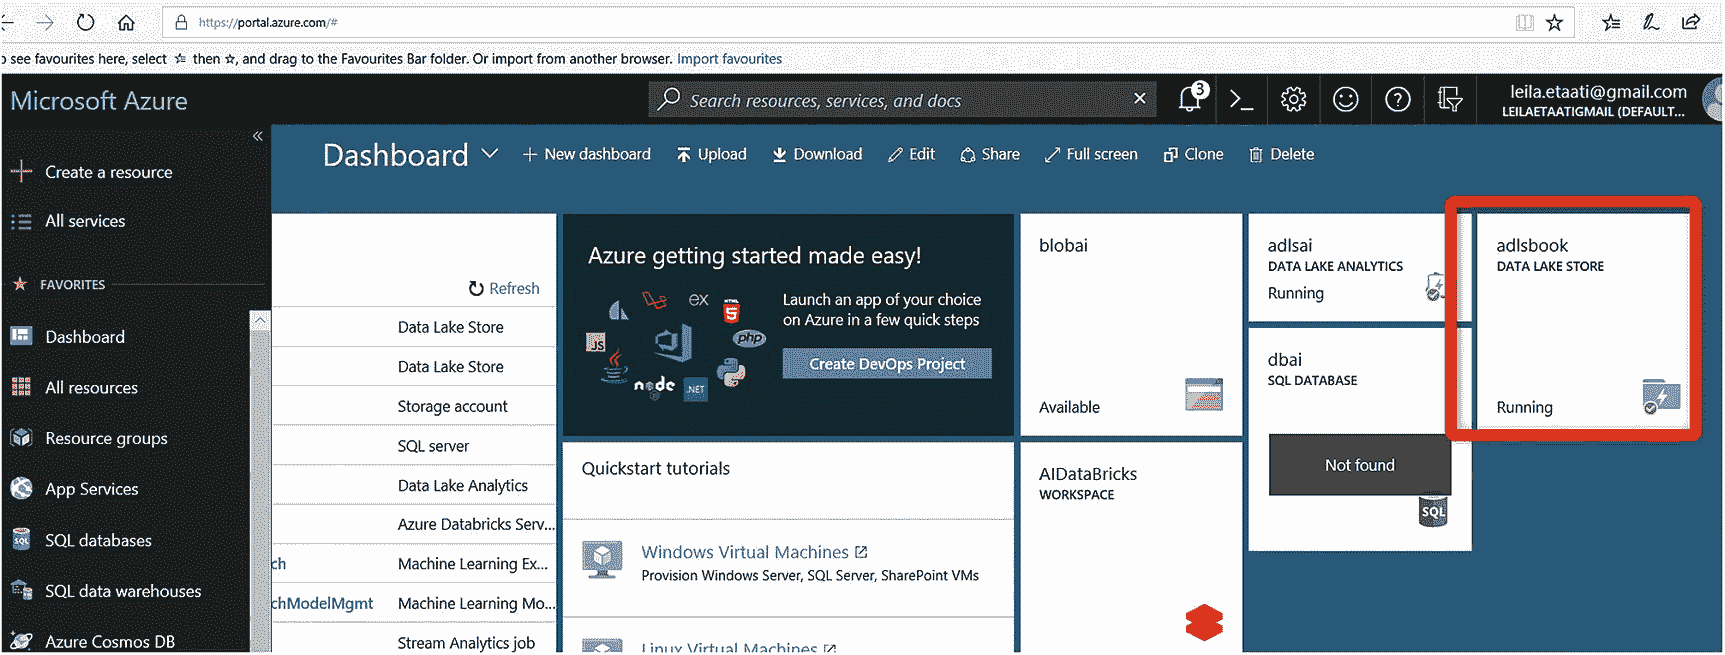 https://portal.azure.com/#
see favourites here, select then , and drag to the Favourites Bar folder. Or import from another browser. Import favourites
Microsoft Azure
Search resources, services, and docs
3
leila.etaati@gmail.com
LEILAETAATIGMAIL (DEFAULT...
Create a resource
All services
FAVORITES
Dashboard
All resources
Resource groups
App Services
SQL databases
SQL data warehouses
Azure Cosmos DB
Dashboard
New dashboard
Upload
Download
Edit
Share
Full screen
Clone
Delete
Refresh
Data Lake Store
Data Lake Store
Storage account
SQL server
Data Lake Analytics
Azure Databricks Serv...
ch Machine Learning Ex...
chModelMgmt Machine Learning Mo...
Stream Analytics job
Azure getting started made easy!
Launch an app of your choice
on Azure in a few quick steps
Create DevOps Project
ex
HTML
5
JS
php
node
.NET
Quickstart tutorials
Windows Virtual Machines
Provision Windows Server, SQL Server, SharePoint VMs
Linux Virtual Machines
blobai
Available
AIDataBricks
WORKSPACE
adlsai
DATA LAKE ANALYTICS
Running
dbai
SQL DATABASE
Not found
SQL
adlsbook
DATA LAKE STORE
Running